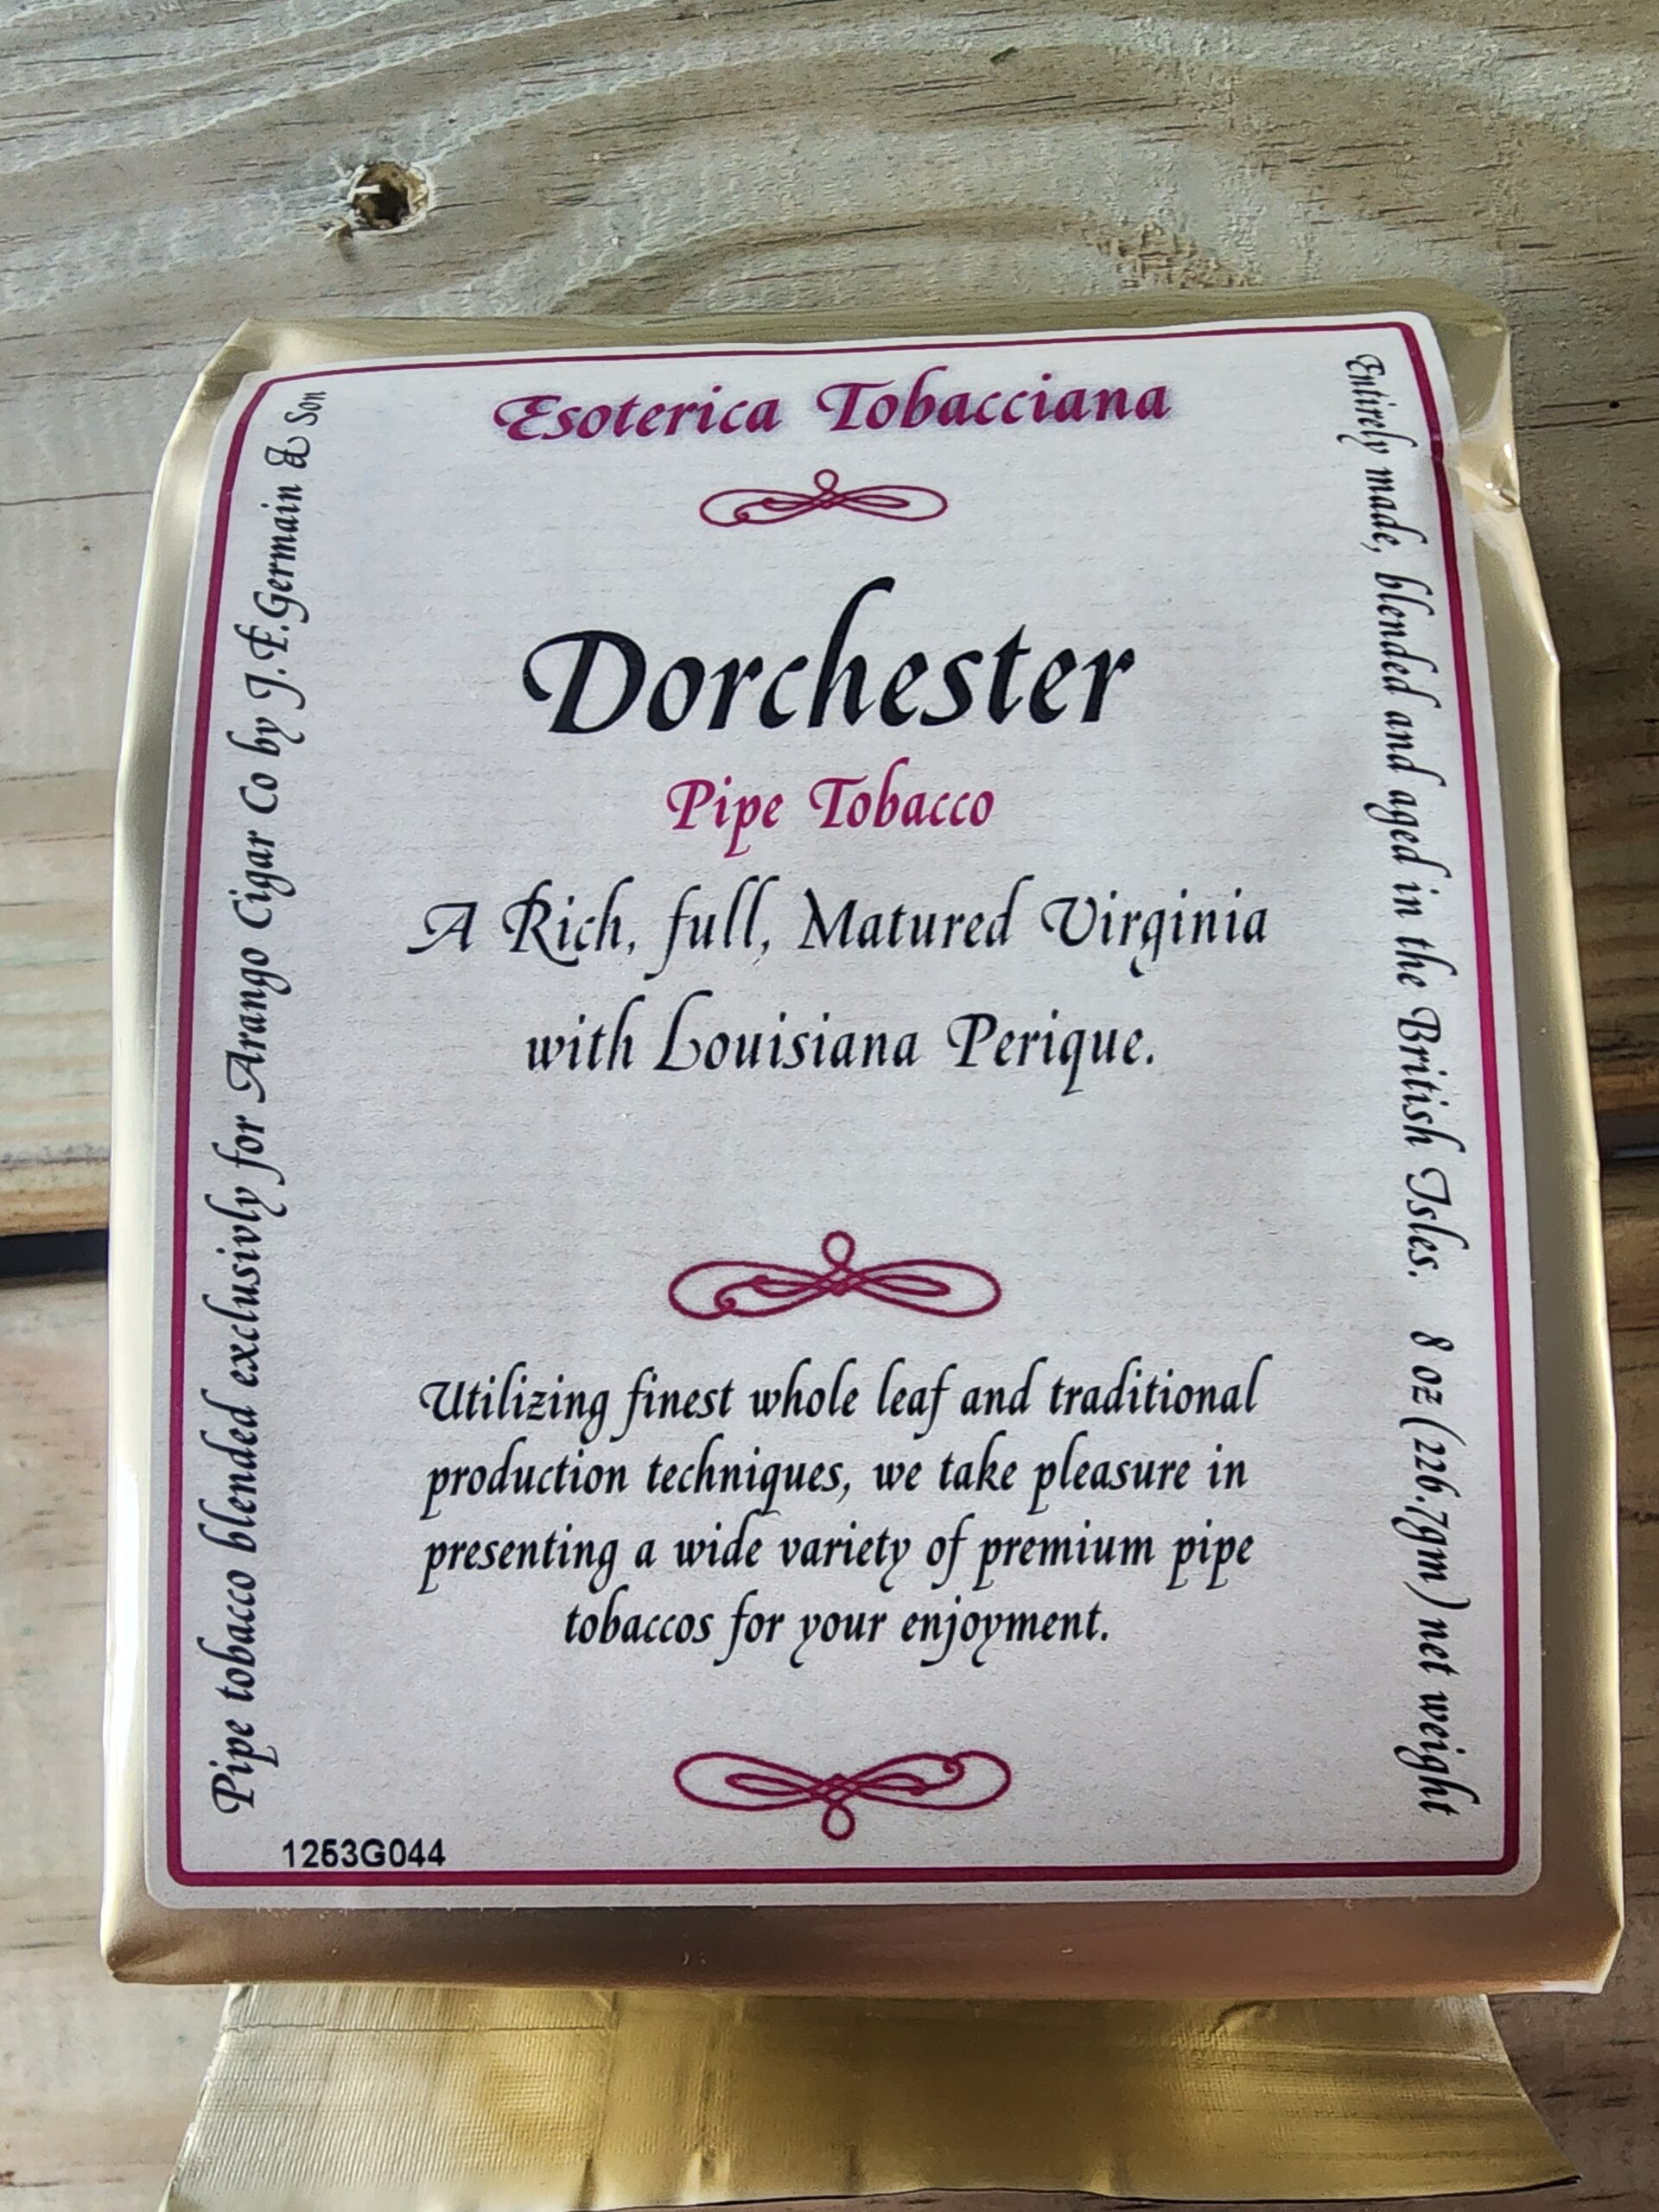 Esoterica Tobacciana
Dorchester
Pipe Tobacco
A Rich, full, Matured Virginia
with Louisiana Perique.
Utilizing finest whole leaf and traditional
production techniques, we take pleasure in
presenting a wide variety of premium pipe
tobaccos for your enjoyment.
Pipe tobacco blended exclusivly for Arango Cigar Co by J.F.Germain & Son
Entirely made, blended and aged in the British Isles. 8 oz (226.7gm) net weight
1253G044